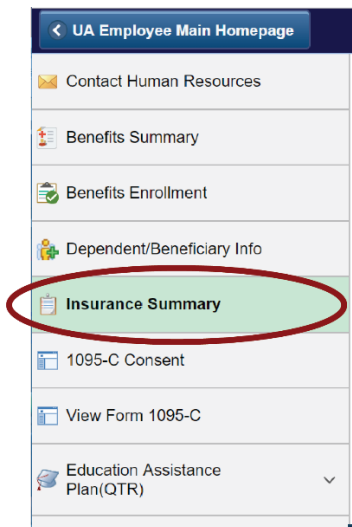 UA Employee Main Homepage
Contact Human Resources
Benefits Summary
Benefits Enrollment
Dependent/Beneficiary Info
Insurance Summary
1095-C Consent
View Form 1095-C
Education Assistance
Plan(QTR)